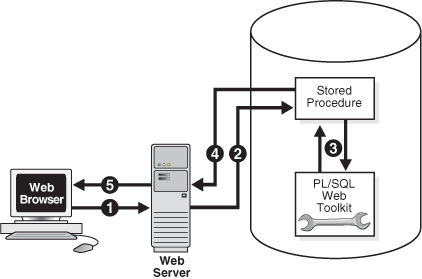 Stored
Procedure
4
2
3
5
1
Web
Browser
PL/SQL
Web
Toolkit
Web
Server